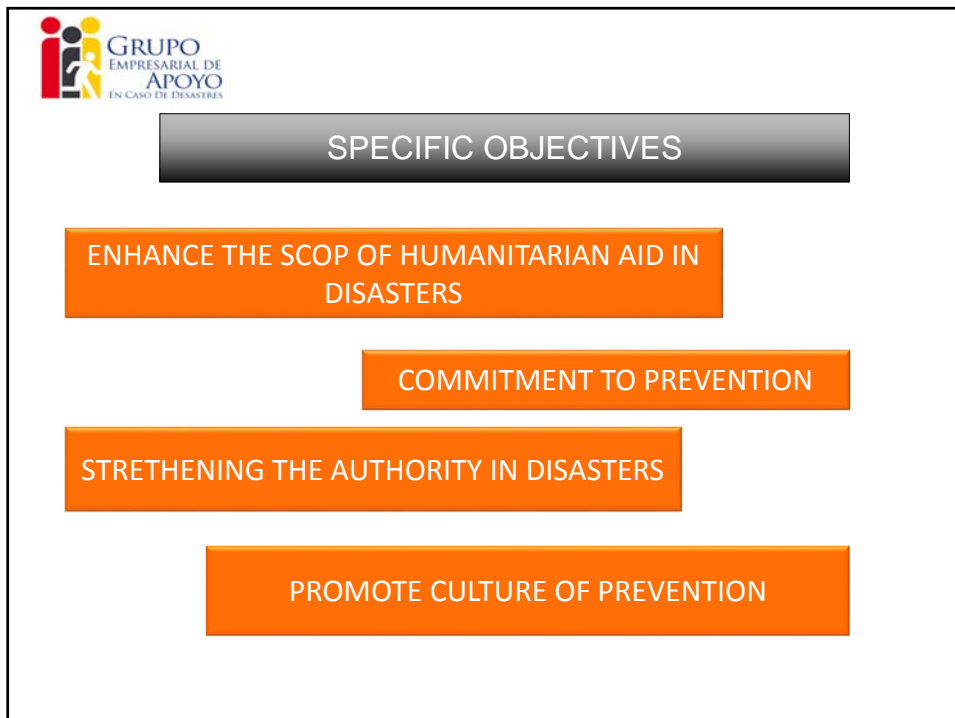 GRUPO
EMPRESARIAL DE
APOYO
EN CASO DE DESASTRES
SPECIFIC OBJECTIVES
ENHANCE THE SCOP OF HUMANITARIAN AID IN
DISASTERS
COMMITMENT TO PREVENTION
STRETHENING THE AUTHORITY IN DISASTERS
PROMOTE CULTURE OF PREVENTION